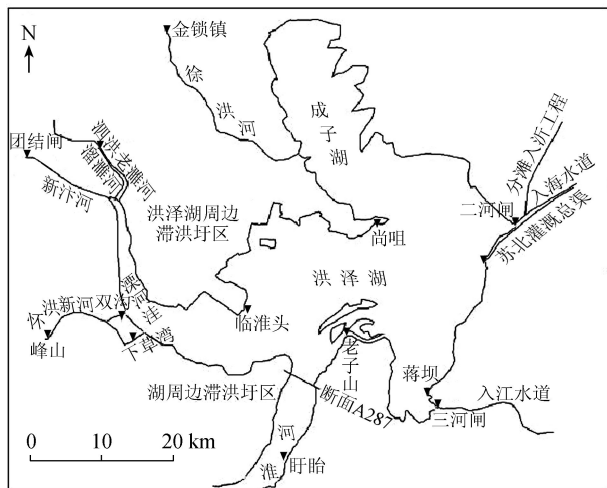 N
金锁镇
徐洪河
成子湖
团结闸
泗洪老濉河
溜濉河
新汴河
分滩入沂工程
入海水道
二河闸
苏北灌溉总渠
洪泽湖周边
滞洪圩区
尚咀
洪泽湖
溧
洼
怀洪新河
双沟
河
临淮头
峰山
下草湾
老子山
湖周边滞洪圩区
断面A287
蒋坝
入江水道
三河闸
淮河
盱眙
0 10 20 km